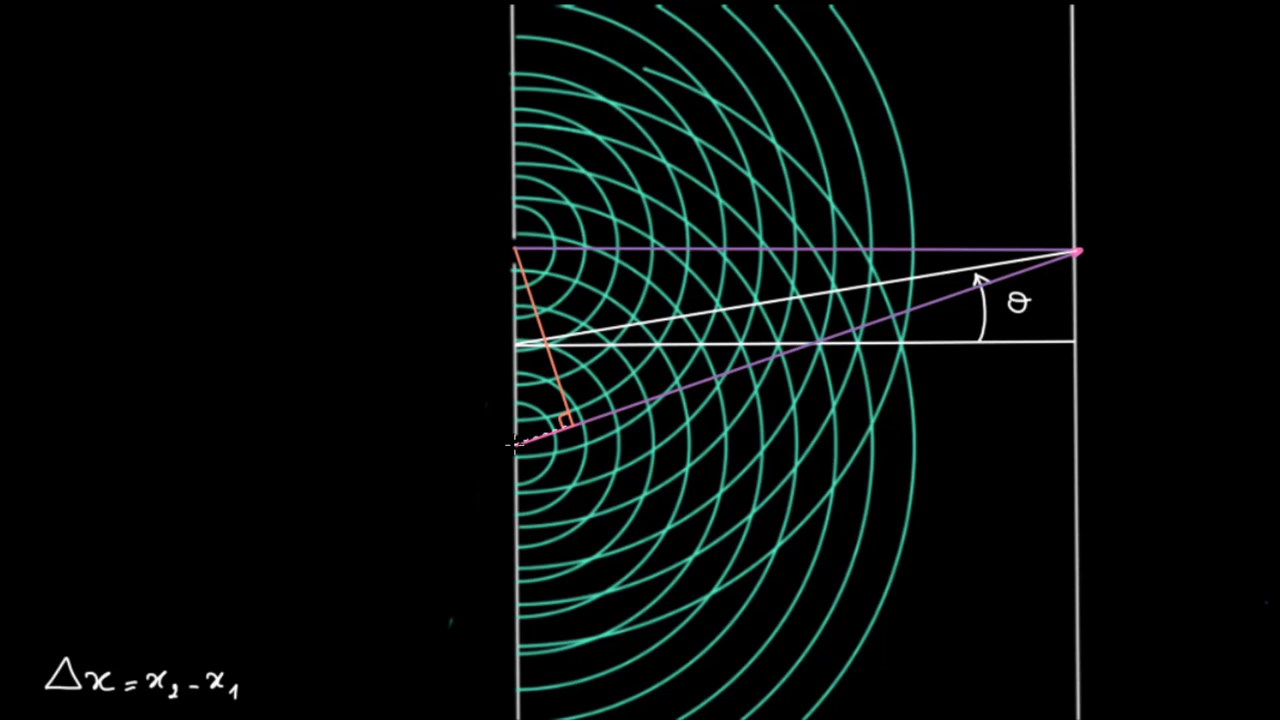 θ
Δx = x₂ - x₁